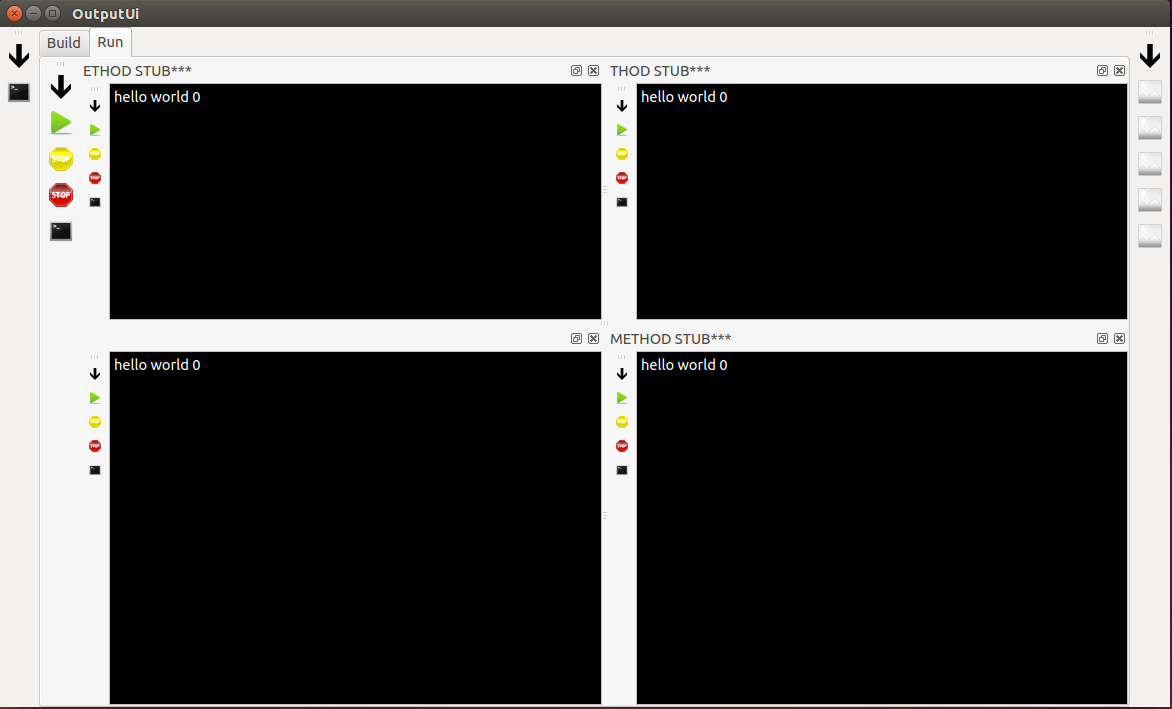 OutputUi
Build
Run
ETHOD STUB***
THOD STUB***
hello world 0
hello world 0
STOP
STOP
METHOD STUB***
hello world 0
hello world 0